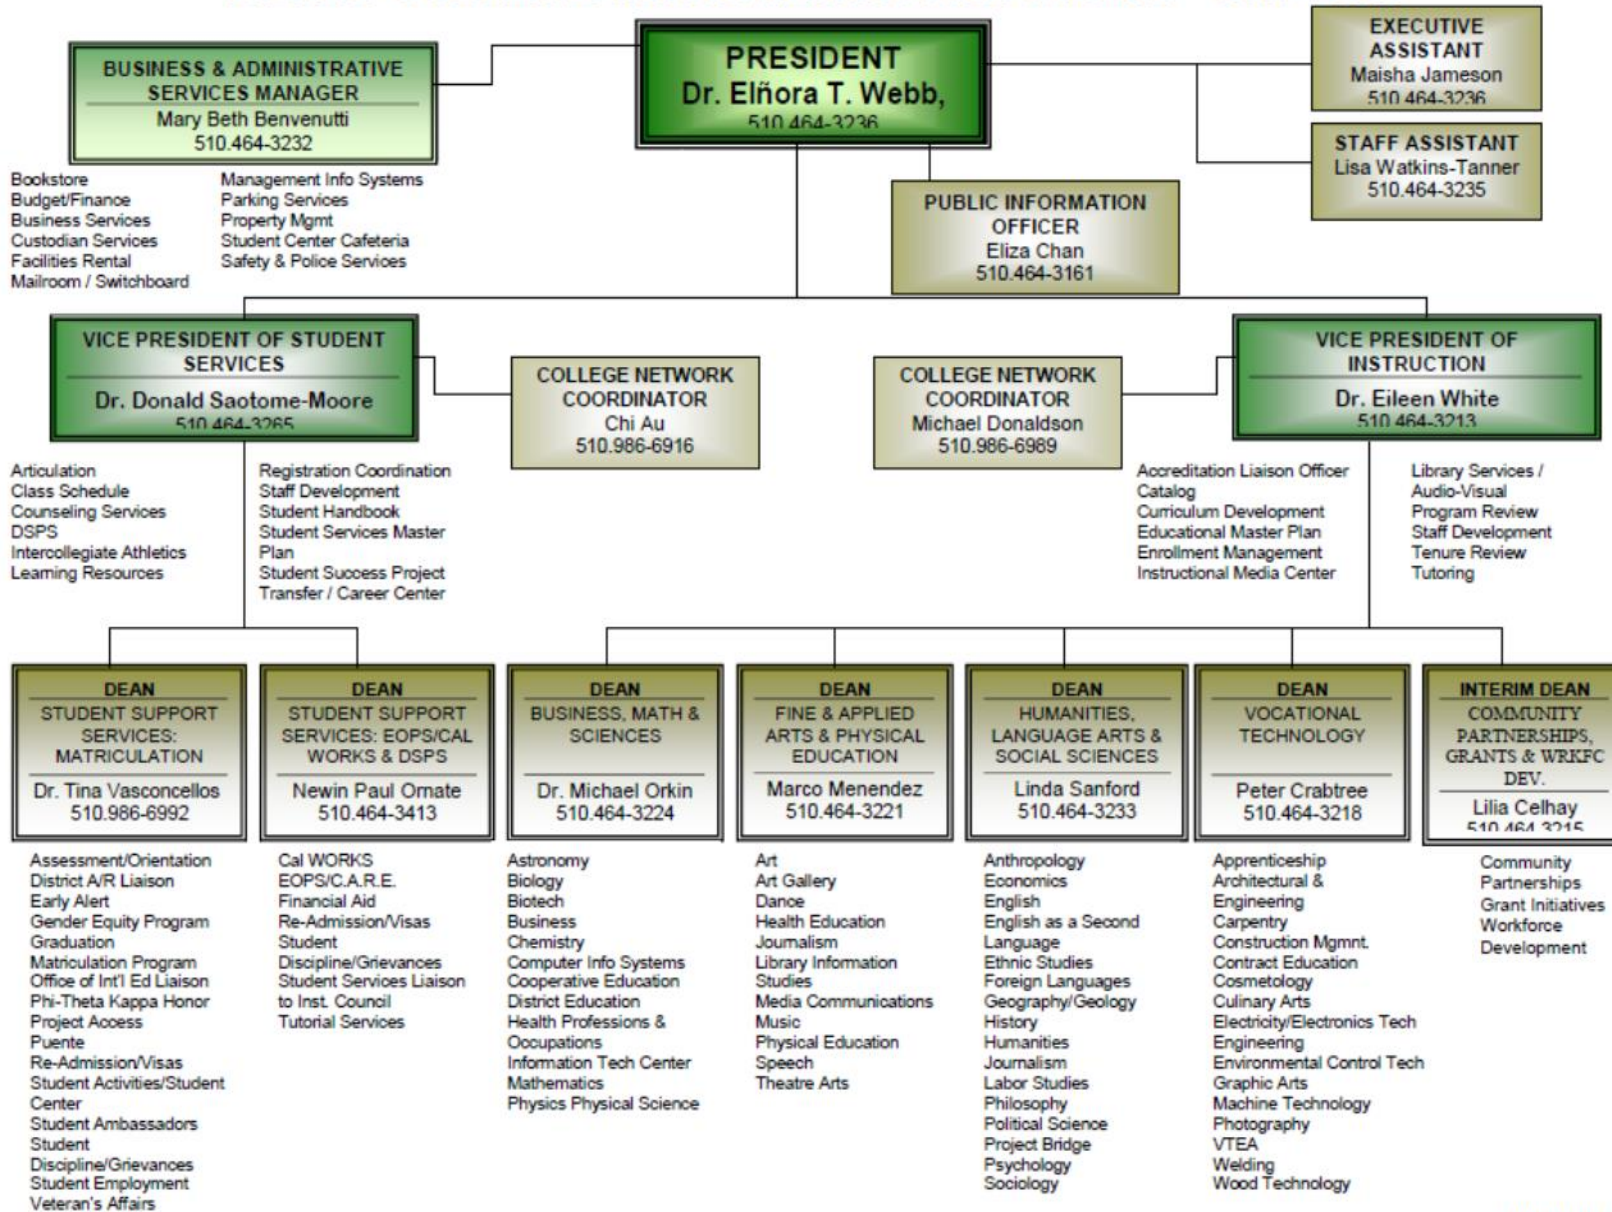 PRESIDENT
Dr. Elñora T. Webb,
510.464-3236
BUSINESS & ADMINISTRATIVE
SERVICES MANAGER
Mary Beth Benvenutti
510.464-3232
Bookstore
Budget/Finance
Business Services
Custodian Services
Facilities Rental
Mailroom / Switchboard
Management Info Systems
Parking Services
Property Mgmt
Student Center Cafeteria
Safety & Police Services
EXECUTIVE
ASSISTANT
Maisha Jameson
510.464-3236
STAFF ASSISTANT
Lisa Watkins-Tanner
510.464-3235
PUBLIC INFORMATION
OFFICER
Eliza Chan
510.464-3161
VICE PRESIDENT OF STUDENT
SERVICES
Dr. Donald Saotome-Moore
510.464-3265
COLLEGE NETWORK
COORDINATOR
Chi Au
510.986-6916
COLLEGE NETWORK
COORDINATOR
Michael Donaldson
510.986-6989
VICE PRESIDENT OF
INSTRUCTION
Dr. Eileen White
510.464-3213
Articulation
Class Schedule
Counseling Services
DSPS
Intercollegiate Athletics
Learning Resources
Registration Coordination
Staff Development
Student Handbook
Student Services Master
Plan
Student Success Project
Transfer / Career Center
Accreditation Liaison Officer
Catalog
Curriculum Development
Educational Master Plan
Enrollment Management
Instructional Media Center
Library Services /
Audio-Visual
Program Review
Staff Development
Tenure Review
Tutoring
DEAN
STUDENT SUPPORT
SERVICES:
MATRICULATION
Dr. Tina Vasconcellos
510.986-6992
Assessment/Orientation
District A/R Liaison
Early Alert
Gender Equity Program
Graduation
Matriculation Program
Office of Int'l Ed Liaison
Phi-Theta Kappa Honor
Project Access
Puente
Re-Admission/Visas
Student Activities/Student
Center
Student Ambassadors
Student
Discipline/Grievances
Student Employment
Veteran's Affairs
DEAN
STUDENT SUPPORT
SERVICES: EOPS/CAL
WORKS & DSPS
Newin Paul Ornate
510.464-3413
Cal WORKS
EOPS/C.A.R.E.
Financial Aid
Re-Admission/Visas
Student
Discipline/Grievances
Student Services Liaison
to Inst. Council
Tutorial Services
DEAN
BUSINESS, MATH &
SCIENCES
Dr. Michael Orkin
510.464-3224
Astronomy
Biology
Biotech
Business
Chemistry
Computer Info Systems
Cooperative Education
District Education
Health Professions &
Occupations
Information Tech Center
Mathematics
Physics Physical Science
DEAN
FINE & APPLIED
ARTS & PHYSICAL
EDUCATION
Marco Menendez
510.464-3221
Art
Art Gallery
Dance
Health Education
Journalism
Library Information
Studies
Media Communications
Music
Physical Education
Speech
Theatre Arts
DEAN
HUMANITIES,
LANGUAGE ARTS &
SOCIAL SCIENCES
Linda Sanford
510.464-3233
Anthropology
Economics
English
English as a Second
Language
Ethnic Studies
Foreign Languages
Geography/Geology
History
Humanities
Journalism
Labor Studies
Philosophy
Political Science
Project Bridge
Psychology
Sociology
DEAN
VOCATIONAL
TECHNOLOGY
Peter Crabtree
510.464-3218
Apprenticeship
Architectural &
Engineering
Carpentry
Construction Mgmnt.
Contract Education
Cosmetology
Culinary Arts
Electricity/Electronics Tech
Engineering
Environmental Control Tech
Graphic Arts
Machine Technology
Photography
VTEA
Welding
Wood Technology
INTERIM DEAN
COMMUNITY
PARTNERSHIPS,
GRANTS & WRKFC
DEV.
Lilia Celhay
510.464.3215
Community
Partnerships
Grant Initiatives
Workforce
Development